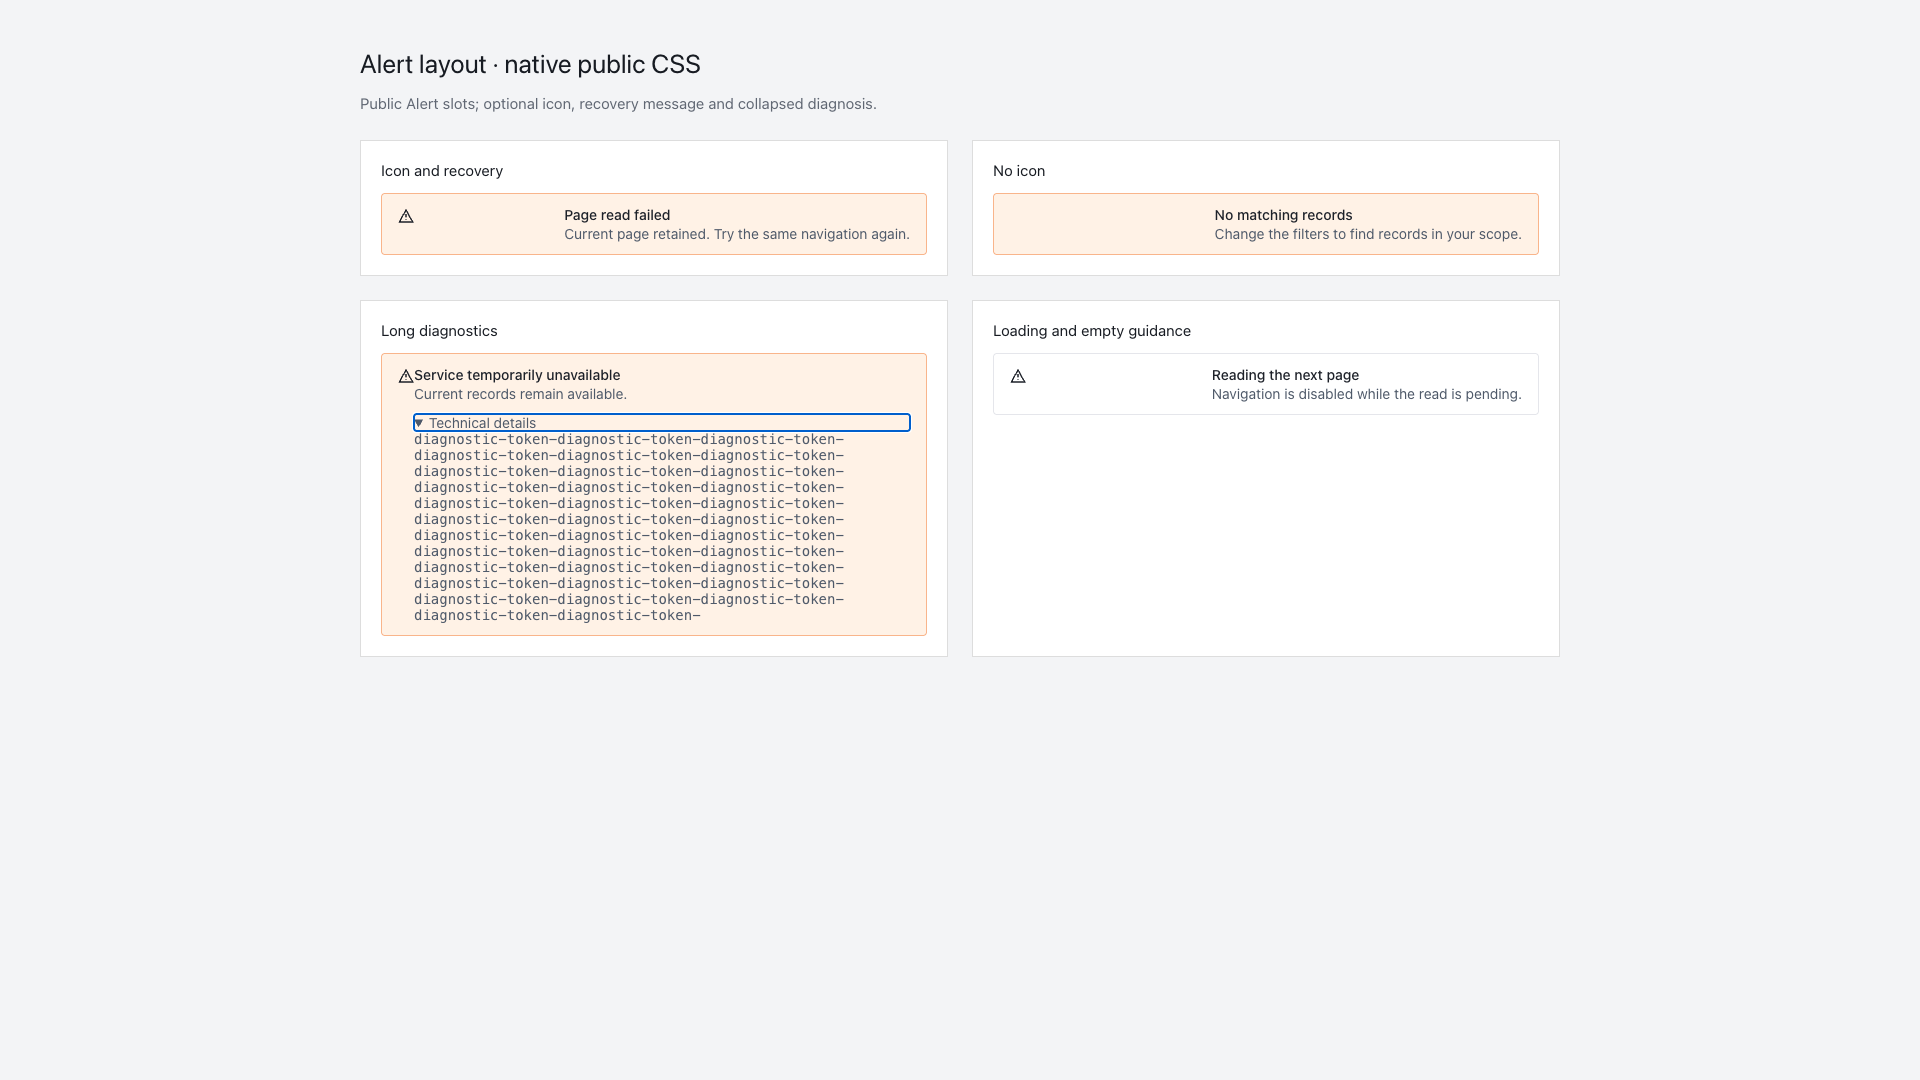 Alert layout · native public CSS
Public Alert slots; optional icon, recovery message and collapsed diagnosis.
Icon and recovery
Page read failed
Current page retained. Try the same navigation again.
No icon
No matching records
Change the filters to find records in your scope.
Long diagnostics
Service temporarily unavailable
Current records remain available.
Technical details
diagnostic-token-diagnostic-token-diagnostic-token-
diagnostic-token-diagnostic-token-diagnostic-token-
diagnostic-token-diagnostic-token-diagnostic-token-
diagnostic-token-diagnostic-token-diagnostic-token-
diagnostic-token-diagnostic-token-diagnostic-token-
diagnostic-token-diagnostic-token-diagnostic-token-
diagnostic-token-diagnostic-token-diagnostic-token-
diagnostic-token-diagnostic-token-diagnostic-token-
diagnostic-token-diagnostic-token-diagnostic-token-
diagnostic-token-diagnostic-token-diagnostic-token-
diagnostic-token-diagnostic-token-diagnostic-token-
diagnostic-token-diagnostic-token-
Loading and empty guidance
Reading the next page
Navigation is disabled while the read is pending.